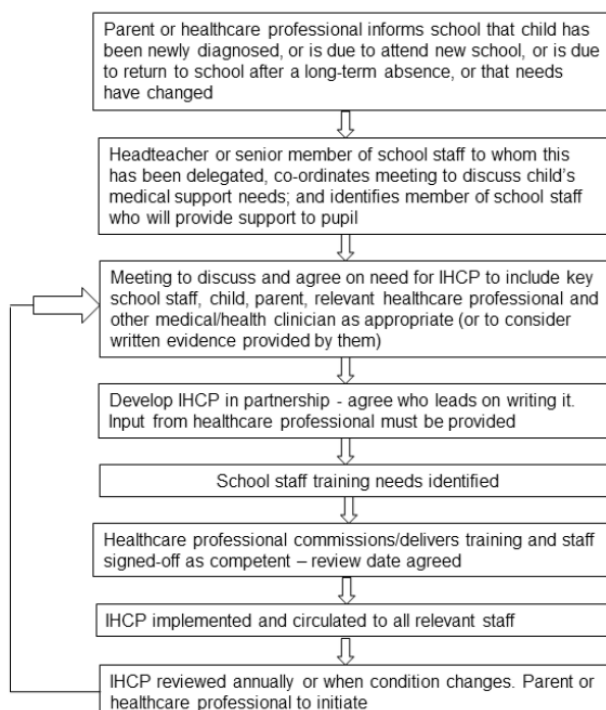 Parent or healthcare professional informs school that child has
been newly diagnosed, or is due to attend new school, or is due
to return to school after a long-term absence, or that needs
have changed
Headteacher or senior member of school staff to whom this
has been delegated, co-ordinates meeting to discuss child's
medical support needs; and identifies member of school staff
who will provide support to pupil
Meeting to discuss and agree on need for IHCP to include key
school staff, child, parent, relevant healthcare professional and
other medical/health clinician as appropriate (or to consider
written evidence provided by them)
Develop IHCP in partnership - agree who leads on writing it.
Input from healthcare professional must be provided
School staff training needs identified
Healthcare professional commissions/delivers training and staff
signed-off as competent – review date agreed
IHCP implemented and circulated to all relevant staff
IHCP reviewed annually or when condition changes. Parent or
healthcare professional to initiate